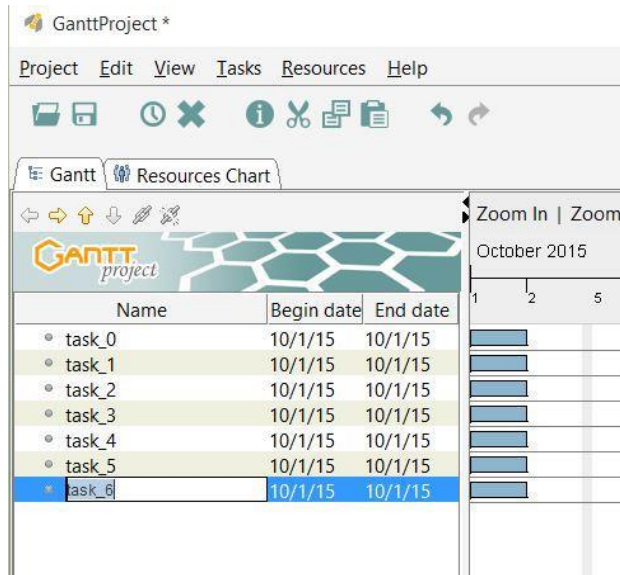 GanttProject *
Project Edit View Tasks Resources Help
Gantt Resources Chart
Zoom In | Zoom
GANTT project
October 2015
1 2 5
Name Begin date End date
task_0 10/1/15 10/1/15
task_1 10/1/15 10/1/15
task_2 10/1/15 10/1/15
task_3 10/1/15 10/1/15
task_4 10/1/15 10/1/15
task_5 10/1/15 10/1/15
task_6 10/1/15 10/1/15